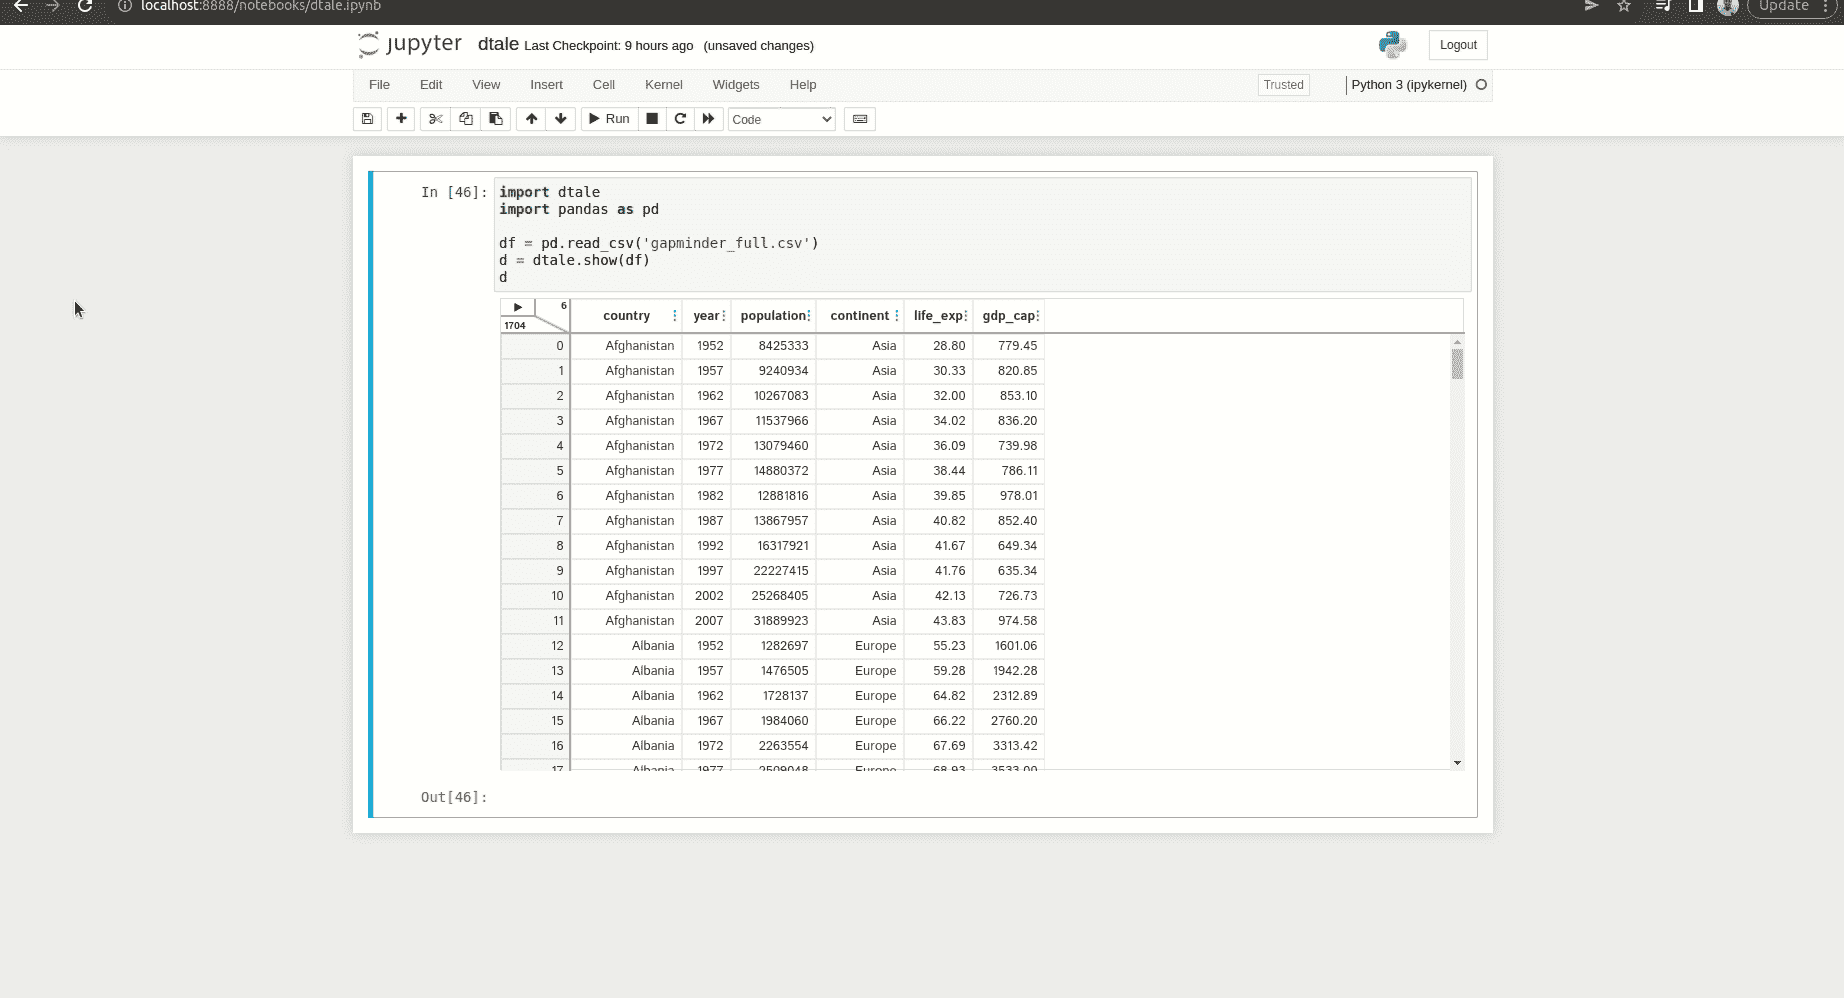 localhost:8888/notebooks/dtale.ipynb Update
jupyter dtale Last Checkpoint: 9 hours ago (unsaved changes) Logout
File Edit View Insert Cell Kernel Widgets Help Trusted Python 3 (ipykernel)
Run Code
In [46]: import dtale
import pandas as pd
df = pd.read_csv('gapminder_full.csv')
d = dtale.show(df)
d
6
1704
country year population continent life_exp gdp_cap
0 Afghanistan 1952 8425333 Asia 28.80 779.45
1 Afghanistan 1957 9240934 Asia 30.33 820.85
2 Afghanistan 1962 10267083 Asia 32.00 853.10
3 Afghanistan 1967 11537966 Asia 34.02 836.20
4 Afghanistan 1972 13079460 Asia 36.09 739.98
5 Afghanistan 1977 14880372 Asia 38.44 786.11
6 Afghanistan 1982 12881816 Asia 39.85 978.01
7 Afghanistan 1987 13867957 Asia 40.82 852.40
8 Afghanistan 1992 16317921 Asia 41.67 649.34
9 Afghanistan 1997 22227415 Asia 41.76 635.34
10 Afghanistan 2002 25268405 Asia 42.13 726.73
11 Afghanistan 2007 31889923 Asia 43.83 974.58
12 Albania 1952 1282697 Europe 55.23 1601.06
13 Albania 1957 1476505 Europe 59.28 1942.28
14 Albania 1962 1728137 Europe 64.82 2312.89
15 Albania 1967 1984060 Europe 66.22 2760.20
16 Albania 1972 2263554 Europe 67.69 3313.42
17 Albania 1977 2509048 Europe 68.93 3533.00
Out[46]: